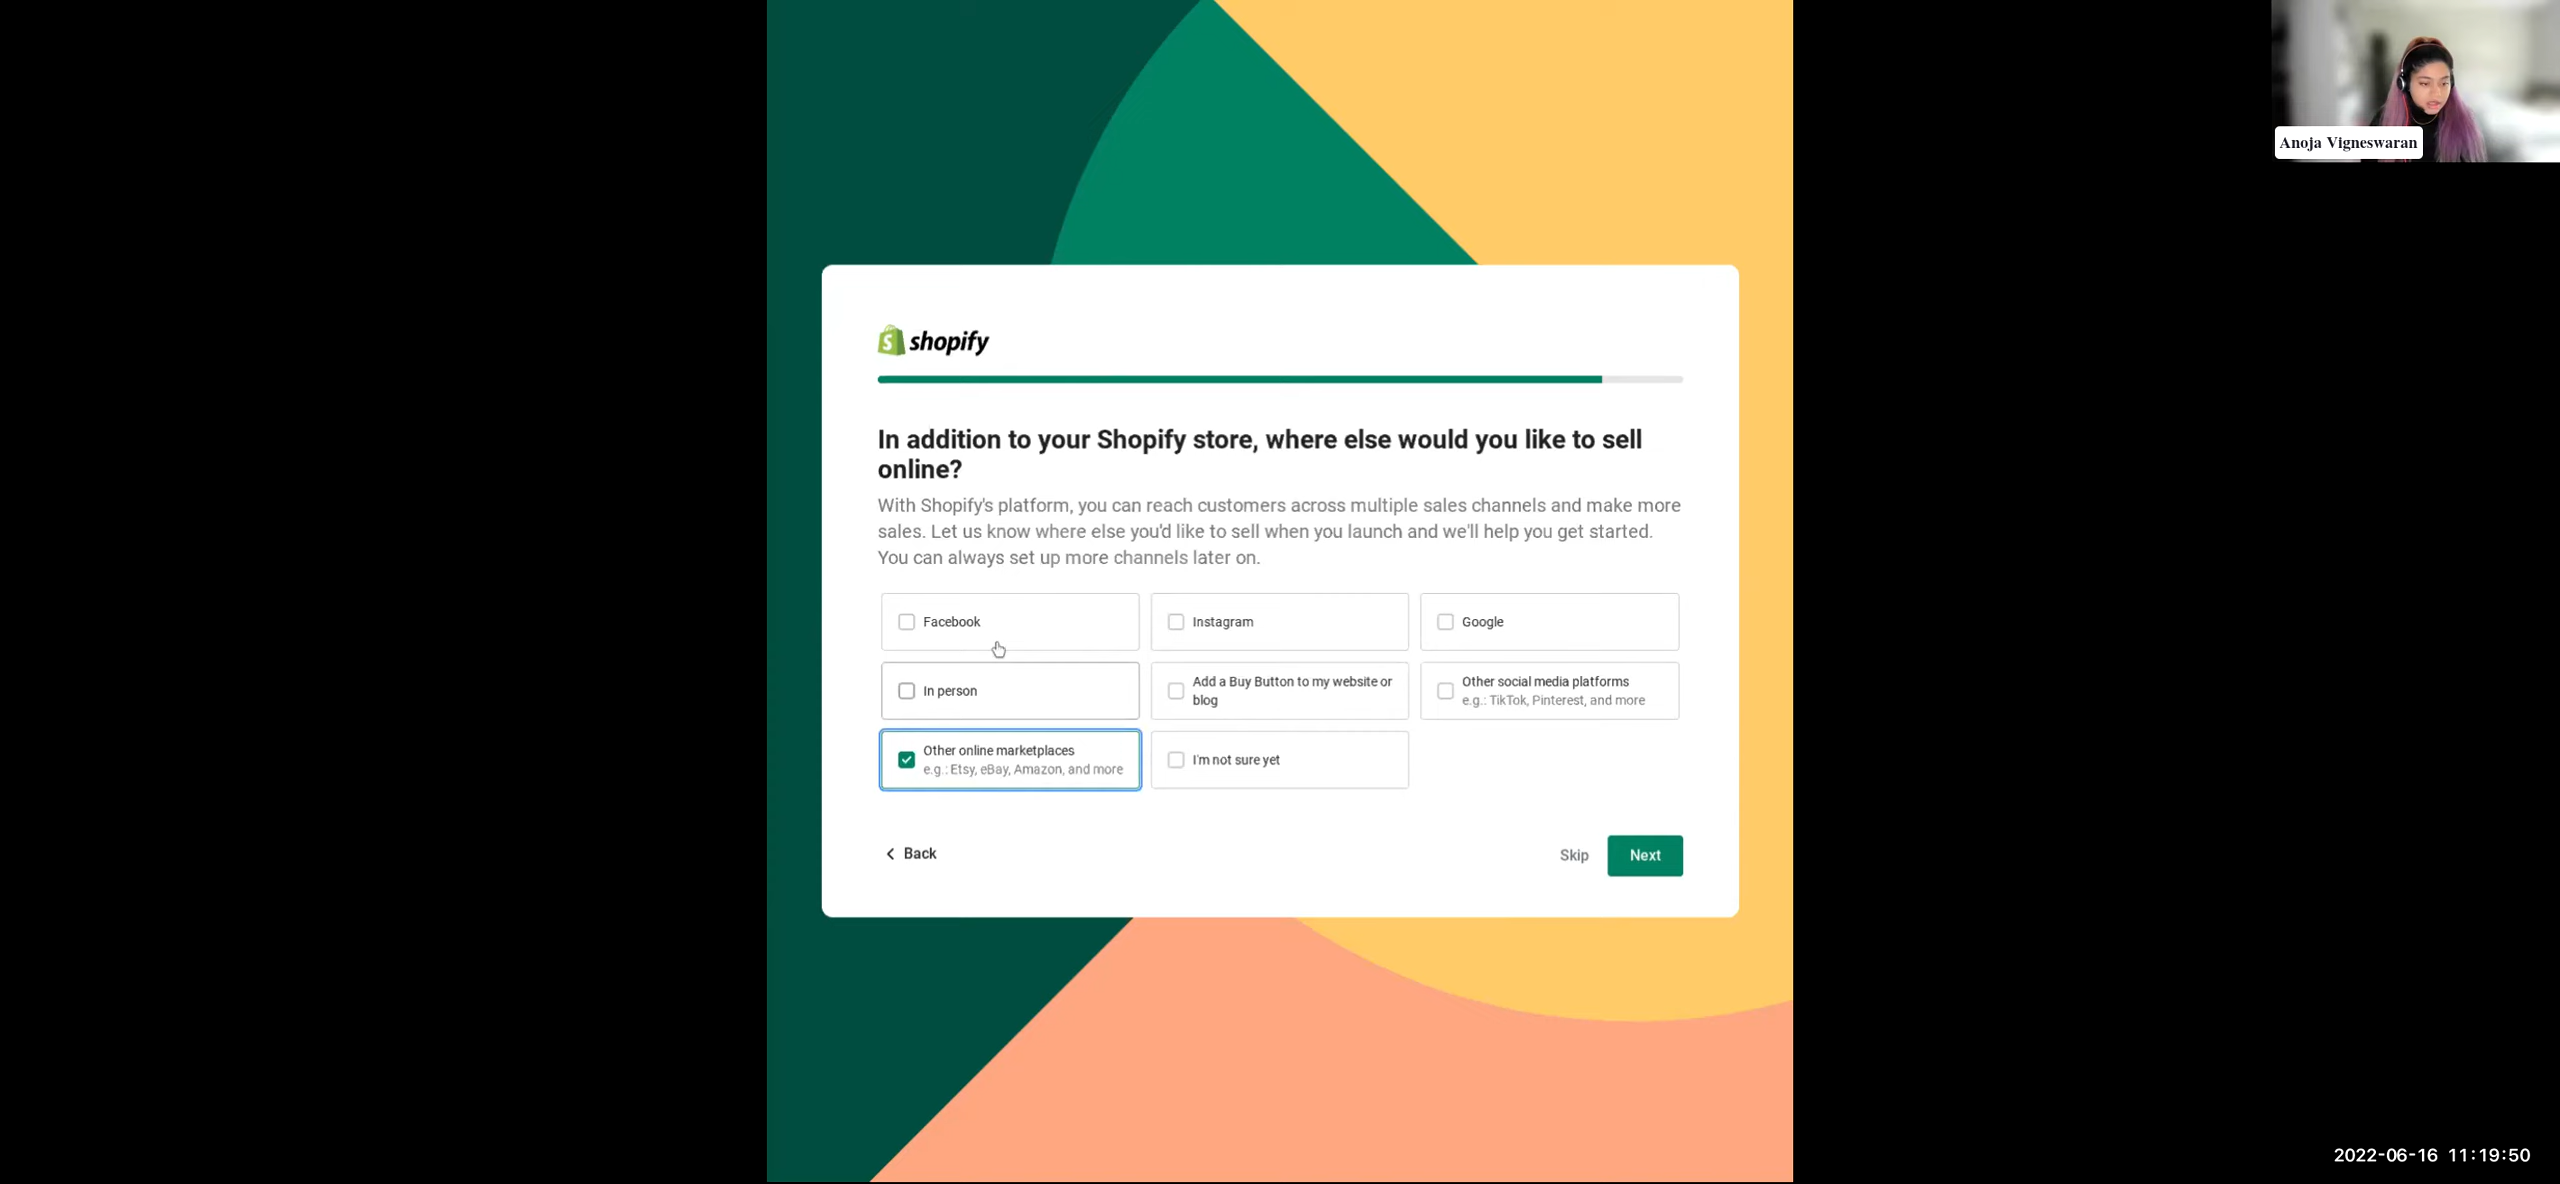 Anoja Vigneswaran
shopify
In addition to your Shopify store, where else would you like to sell
online?
With Shopify's platform, you can reach customers across multiple sales channels and make more
sales. Let us know where else you'd like to sell when you launch and we'll help you get started.
You can always set up more channels later on.
Facebook
Instagram
Google
In person
Add a Buy Button to my website or
blog
Other social media platforms
e.g.: TikTok, Pinterest, and more
Other online marketplaces
e.g.: Etsy, eBay, Amazon, and more
I'm not sure yet
Back
Skip
Next
2022-06-16 11:19:50